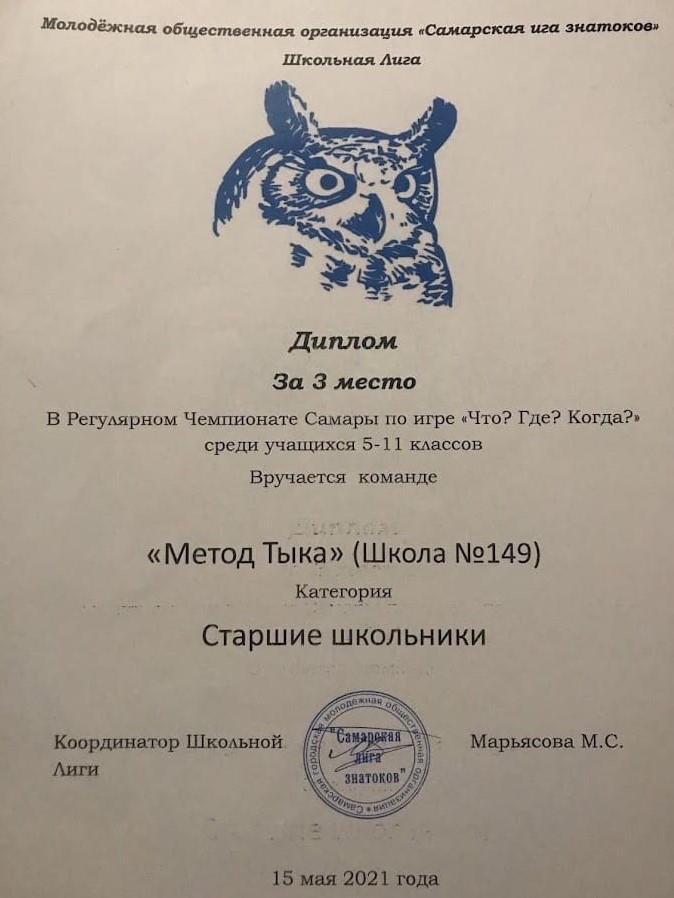 Молодёжная общественная организация «Самарская ига знатоков»
Школьная Лига
Диплом
За 3 место
В Регулярном Чемпионате Самары по игре «Что? Где? Когда?»
среди учащихся 5-11 классов
Вручается команде
«Метод Тыка» (Школа №149)
Категория
Старшие школьники
Координатор Школьной
Лиги
Самарская городская молодежная общественная организация
"Самарская
лига
знатоков"
Марьясова М.С.
15 мая 2021 года